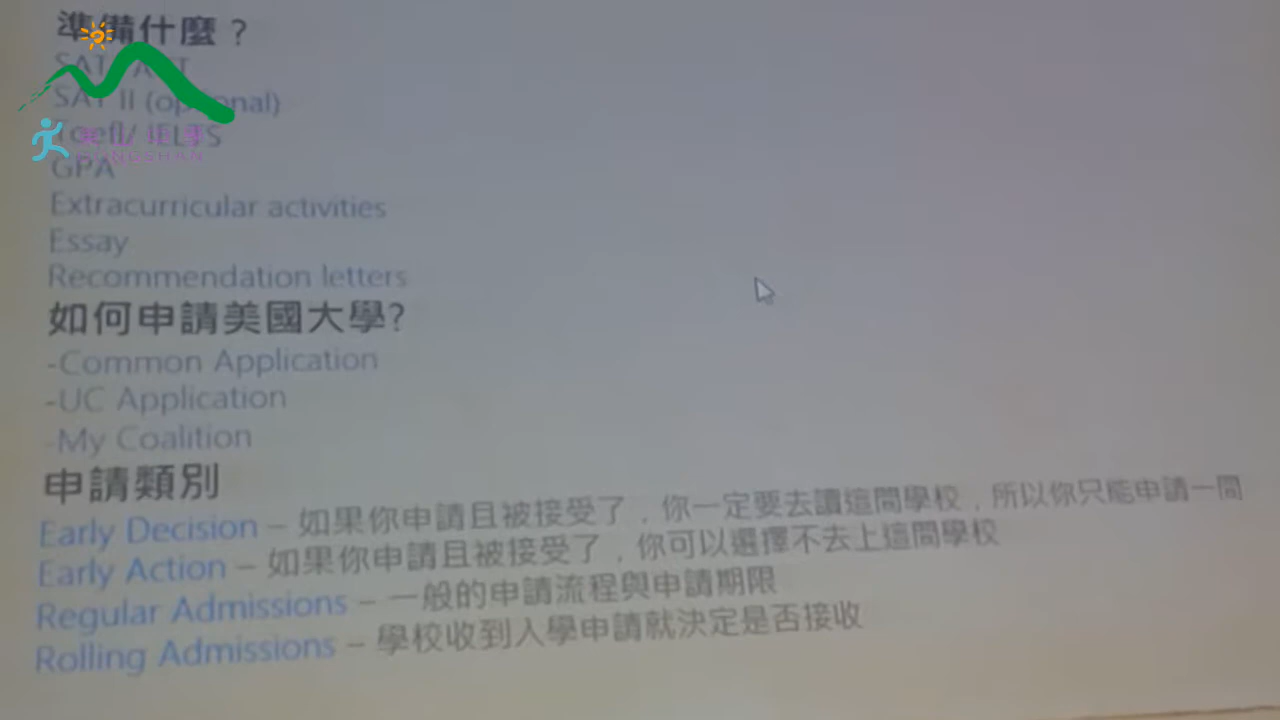 準備什麼？
SAT / ACT
SAT II (optional)
Toefl/ IELTS
GPA
Extracurricular activities
Essay
Recommendation letters
如何申請美國大學?
-Common Application
-UC Application
-My Coalition
申請類別
Early Decision – 如果你申請且被接受了，你一定要去讀這間學校，所以你只能申請一間
Early Action – 如果你申請且被接受了，你可以選擇不去上這間學校
Regular Admissions – 一般的申請流程與申請期限
Rolling Admissions – 學校收到入學申請就決定是否接收